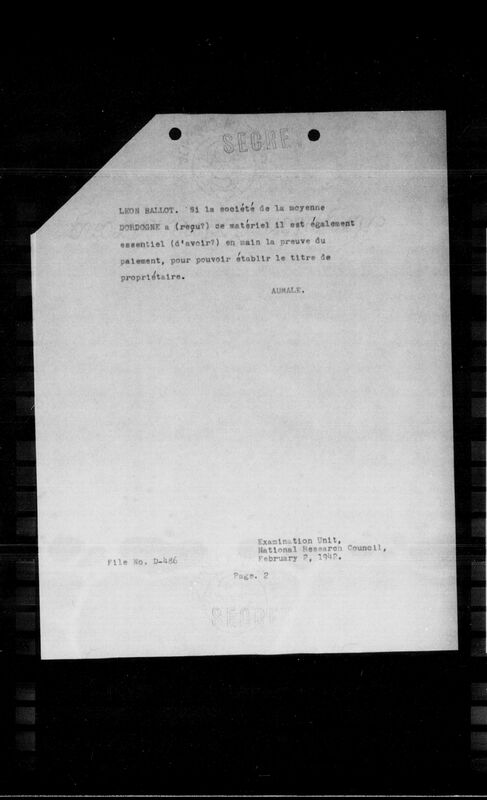 SECRE
LEON BALLOT. Si la société de la moyenne
DORDOGNE a (reçu?) ce matériel il est également
essentiel (d'avoir?) en main la preuve du
paiement, pour pouvoir établir le titre de
propriétaire.
AUMALE.
Examination Unit,
National Research Council,
February 2, 1942.
File No. D-486
Page. 2
SECRET